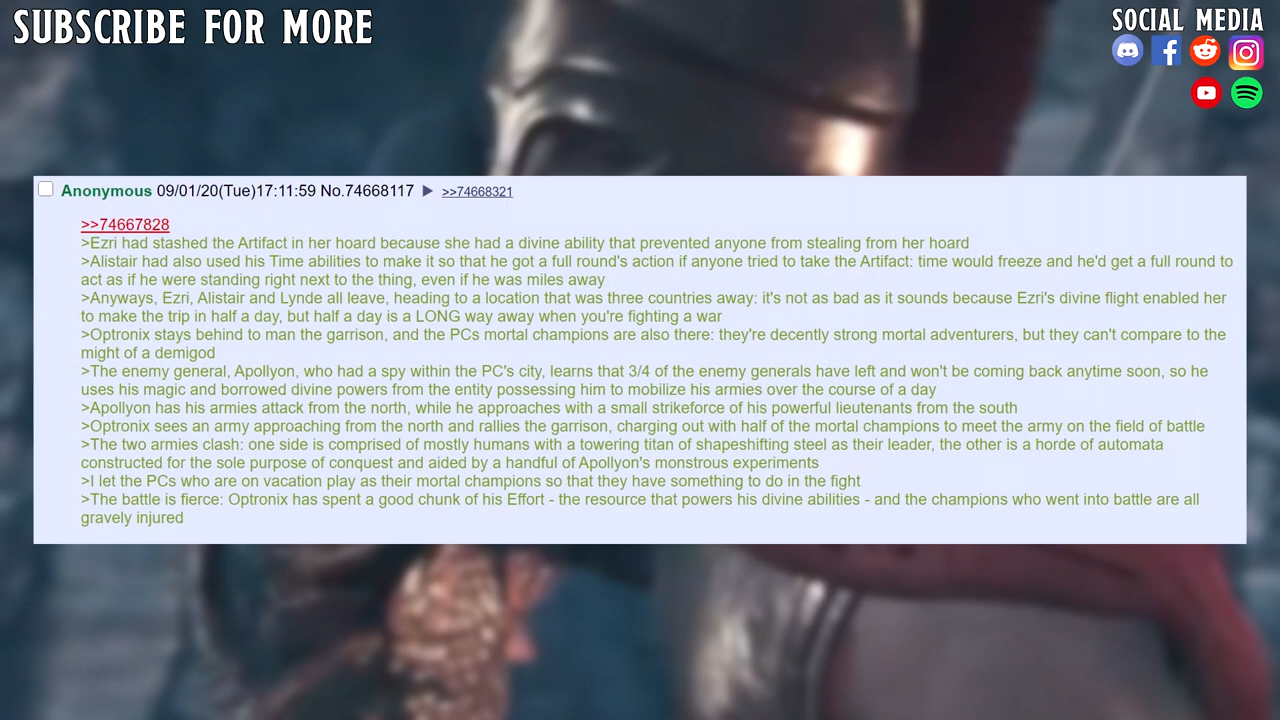 SUBSCRIBE FOR MORE
SOCIAL MEDIA
Anonymous 09/01/20(Tue)17:11:59 No.74668117 ▶ >>74668321
>>74667828
>Ezri had stashed the Artifact in her hoard because she had a divine ability that prevented anyone from stealing from her hoard
>Alistair had also used his Time abilities to make it so that he got a full round's action if anyone tried to take the Artifact: time would freeze and he'd get a full round to
act as if he were standing right next to the thing, even if he was miles away
>Anyways, Ezri, Alistair and Lynde all leave, heading to a location that was three countries away: it's not as bad as it sounds because Ezri's divine flight enabled her
to make the trip in half a day, but half a day is a LONG way away when you're fighting a war
>Optronix stays behind to man the garrison, and the PCs mortal champions are also there: they're decently strong mortal adventurers, but they can't compare to the
might of a demigod
>The enemy general, Apollyon, who had a spy within the PC's city, learns that 3/4 of the enemy generals have left and won't be coming back anytime soon, so he
uses his magic and borrowed divine powers from the entity possessing him to mobilize his armies over the course of a day
>Apollyon has his armies attack from the north, while he approaches with a small strikeforce of his powerful lieutenants from the south
>Optronix sees an army approaching from the north and rallies the garrison, charging out with half of the mortal champions to meet the army on the field of battle
>The two armies clash: one side is comprised of mostly humans with a towering titan of shapeshifting steel as their leader, the other is a horde of automata
constructed for the sole purpose of conquest and aided by a handful of Apollyon's monstrous experiments
>I let the PCs who are on vacation play as their mortal champions so that they have something to do in the fight
>The battle is fierce: Optronix has spent a good chunk of his Effort - the resource that powers his divine abilities - and the champions who went into battle are all
gravely injured